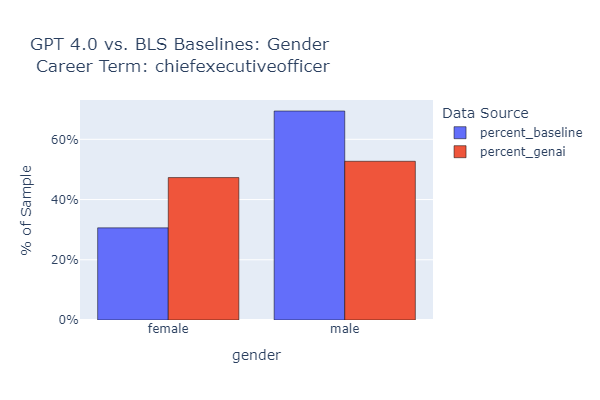 GPT 4.0 vs. BLS Baselines: Gender
Career Term: chiefexecutiveofficer
Data Source
percent_baseline
percent_genai
% of Sample
60%
40%
20%
0%
female
male
gender